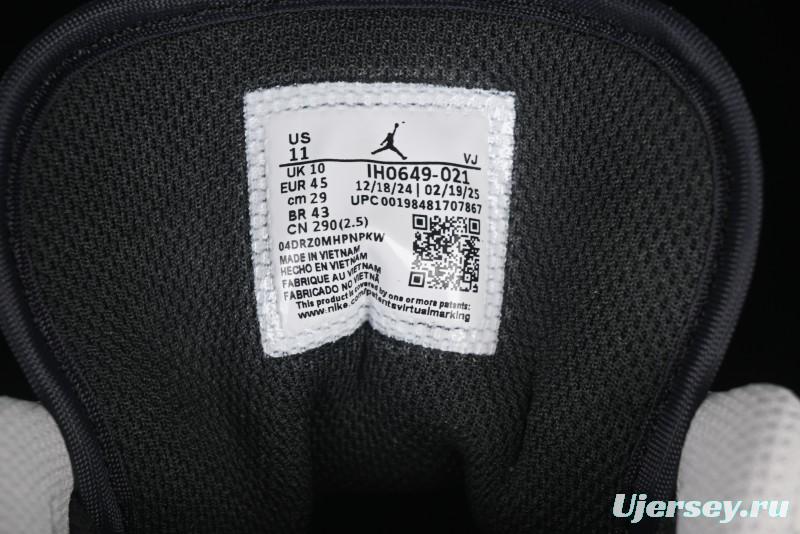 US
11
VJ
UK 10
EUR 45
cm 29
BR 43
CN 290(2.5)
IH0649-021
12/18/24 | 02/19/25
UPC 00198481707867
04DRZ0MHPNPKW
MADE IN VIETNAM
HECHO EN VIETNAM
FABRIQUE AU VIETNAM
FABRICADO NO VIETNÃ
This product is covered by one or more patents:
www.nike.com/patentsvirtualmarking
Ujersey.ru